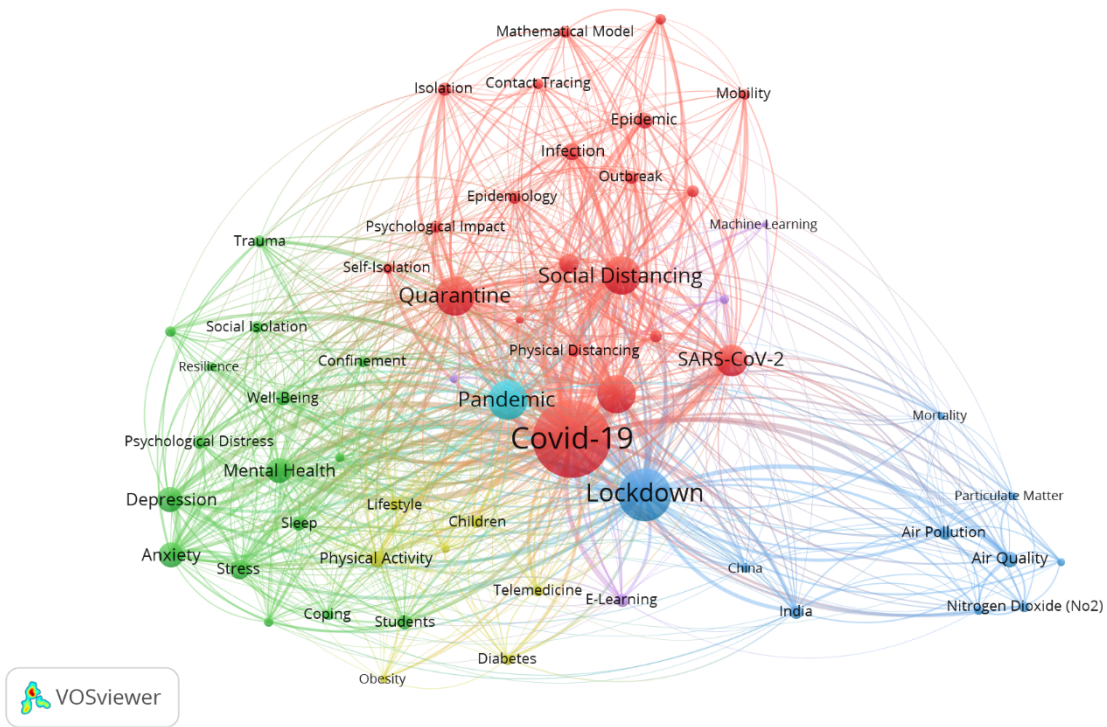 Mathematical Model
Isolation
Contact Tracing
Mobility
Epidemic
Infection
Outbreak
Epidemiology
Psychological Impact
Machine Learning
Trauma
Self-Isolation
Social Distancing
Quarantine
Social Isolation
Physical Distancing
SARS-CoV-2
Confinement
Resilience
Well-Being
Pandemic
Mortality
Covid-19
Psychological Distress
Mental Health
Lockdown
Particulate Matter
Depression
Lifestyle
Sleep
Children
Air Pollution
Anxiety
Physical Activity
Air Quality
Stress
China
Telemedicine
E-Learning
Nitrogen Dioxide (No2)
India
Coping
Students
Diabetes
Obesity
VOSviewer